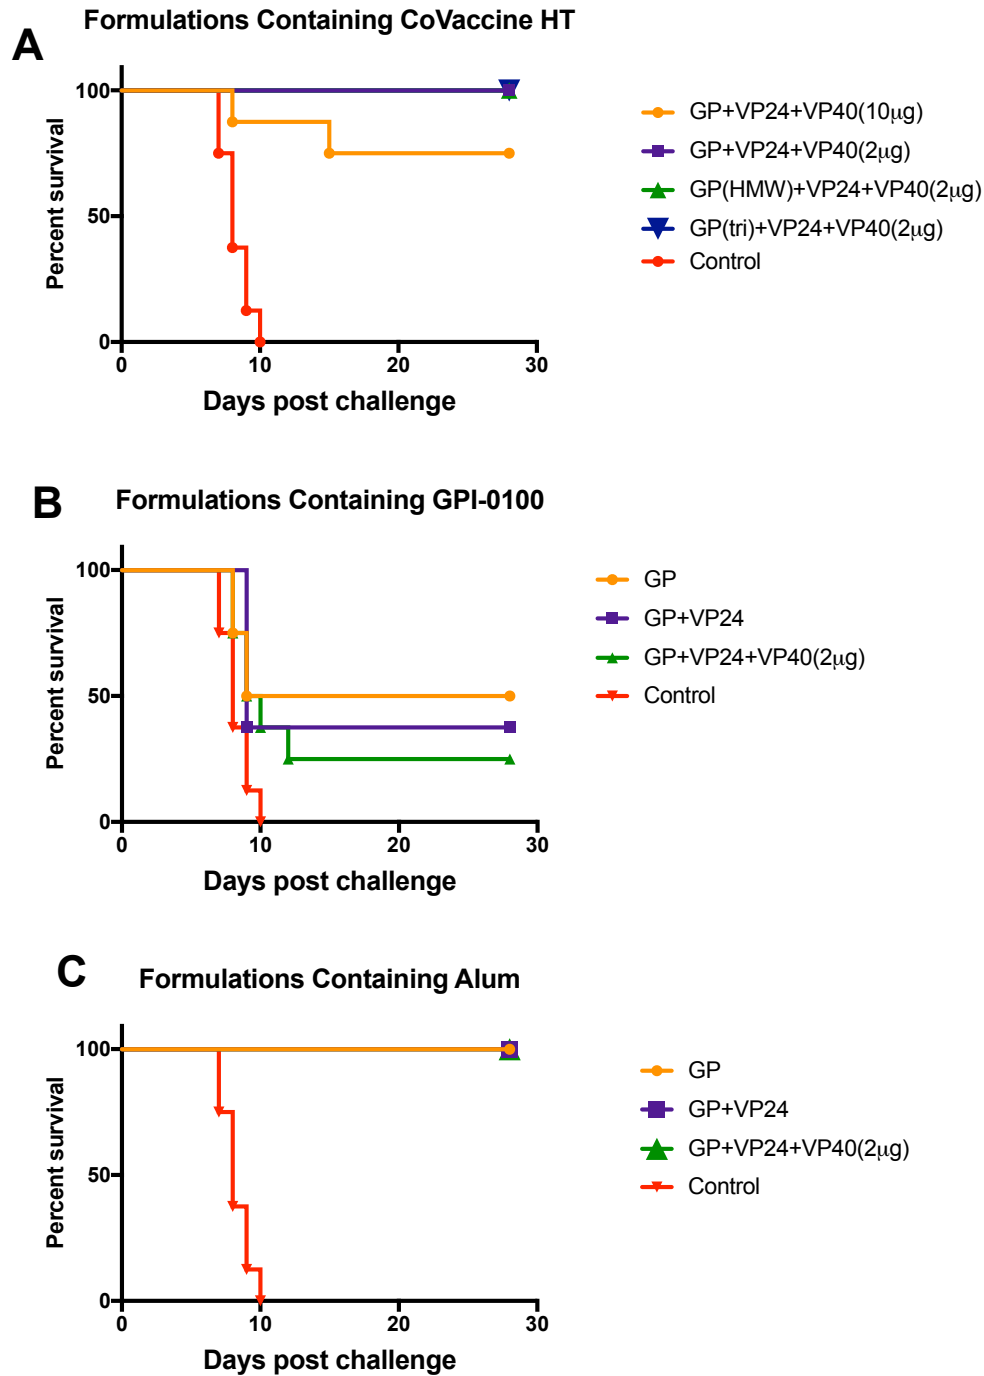 Formulations Containing CoVaccine HT
A
100
50
0
Percent survival
0 10 20 30
Days post challenge
GP+VP24+VP40(10μg)
GP+VP24+VP40(2μg)
GP(HMW)+VP24+VP40(2μg)
GP(tri)+VP24+VP40(2μg)
Control
B
Formulations Containing GPI-0100
100
50
0
Percent survival
0 10 20 30
Days post challenge
GP
GP+VP24
GP+VP24+VP40(2μg)
Control
C
Formulations Containing Alum
100
50
0
Percent survival
0 10 20 30
Days post challenge
GP
GP+VP24
GP+VP24+VP40(2μg)
Control